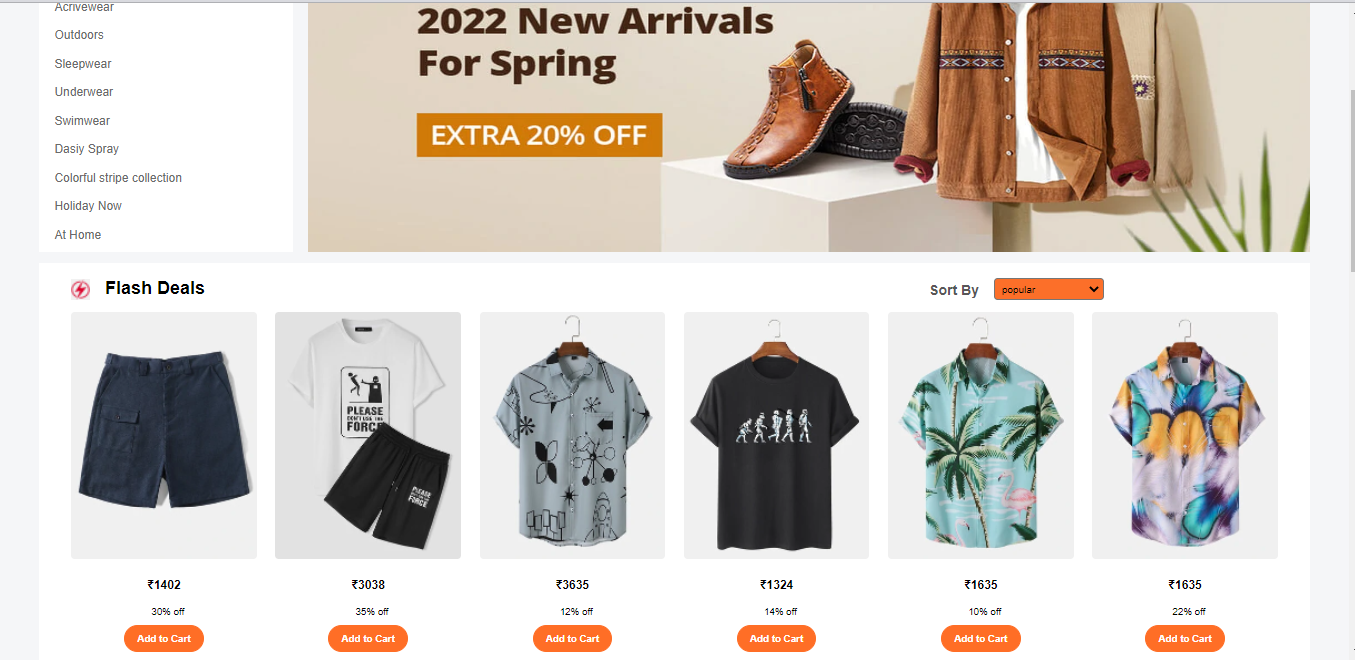 Acrivewear
Outdoors
Sleepwear
Underwear
Swimwear
Dasiy Spray
Colorful stripe collection
Holiday Now
At Home
2022 New Arrivals
For Spring
EXTRA 20% OFF
Flash Deals
Sort By
popular
PLEASE
DON'T USE THE
FORCE
PLEASE
FORCE
₹1402
₹3038
₹3635
₹1324
₹1635
₹1635
30% off
35% off
12% off
14% off
10% off
22% off
Add to Cart
Add to Cart
Add to Cart
Add to Cart
Add to Cart
Add to Cart